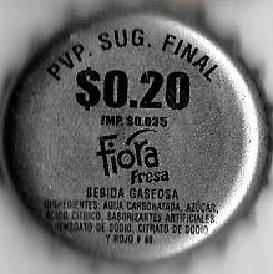 PVP. SUG. FINAL
$0.20
IMP. $0.035
Fiora
Fresa
BEBIDA GASEOSA
INGREDIENTES: AGUA CARBONATADA, AZÚCAR,
ÁCIDO CÍTRICO, SABORIZANTES ARTIFICIALES,
BENZOATO DE SODIO, CITRATO DE SODIO
Y ROJO # 40.